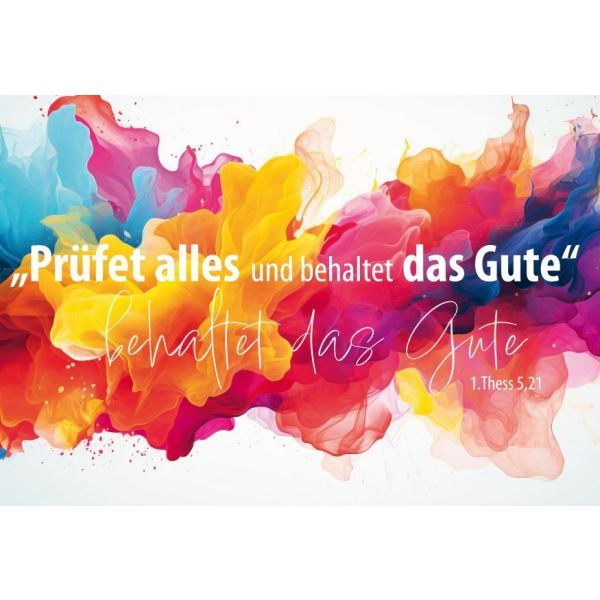 „Prüfet alles und behaltet das Gute“
behaltet das Gute
1.Thess 5,21